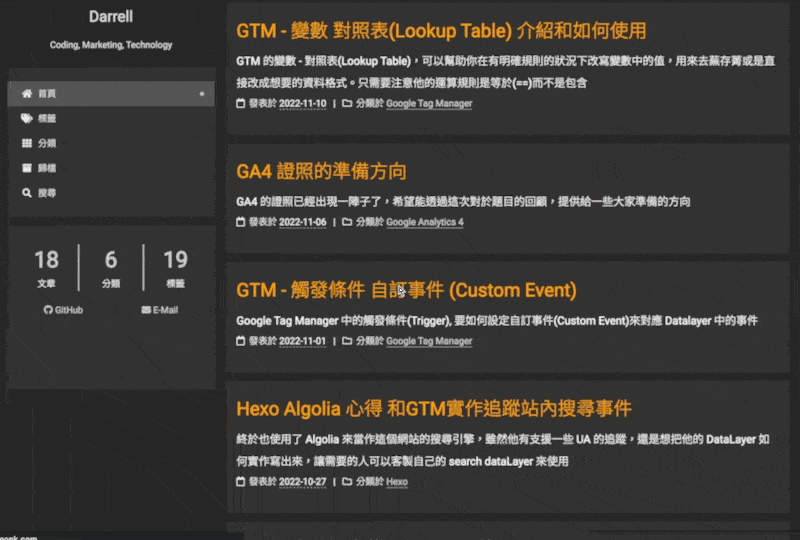 Darrell
Coding, Marketing, Technology
首頁
標籤
分類
歸檔
搜尋
18
6
19
文章
分類
標籤
GitHub
E-Mail
GTM - 變數 對照表(Lookup Table) 介紹和如何使用
GTM 的變數 - 對照表(Lookup Table)，可以幫助你在有明確規則的狀況下改寫變數中的值，用來去蕪存菁或是直
接改成想要的資料格式。只需要注意他的運算規則是等於(==)而不是包含
發表於 2022-11-10 | 分類於 Google Tag Manager
GA4 證照的準備方向
GA4 的證照已經出現一陣子了，希望能透過這次對於題目的回顧，提供給一些大家準備的方向
發表於 2022-11-06 | 分類於 Google Analytics 4
GTM - 觸發條件 自訂事件 (Custom Event)
Google Tag Manager 中的觸發條件(Trigger), 要如何設定自訂事件(Custom Event)來對應 Datalayer 中的事件
發表於 2022-11-01 | 分類於 Google Tag Manager
Hexo Algolia 心得 和GTM實作追蹤站內搜尋事件
終於也使用了 Algolia 來當作這個網站的搜尋引擎，雖然他有支援一些 UA 的追蹤，還是想把他的 DataLayer 如
何實作寫出來，讓需要的人可以客製自己的 search dataLayer 來使用
發表於 2022-10-27 | 分類於 Hexo